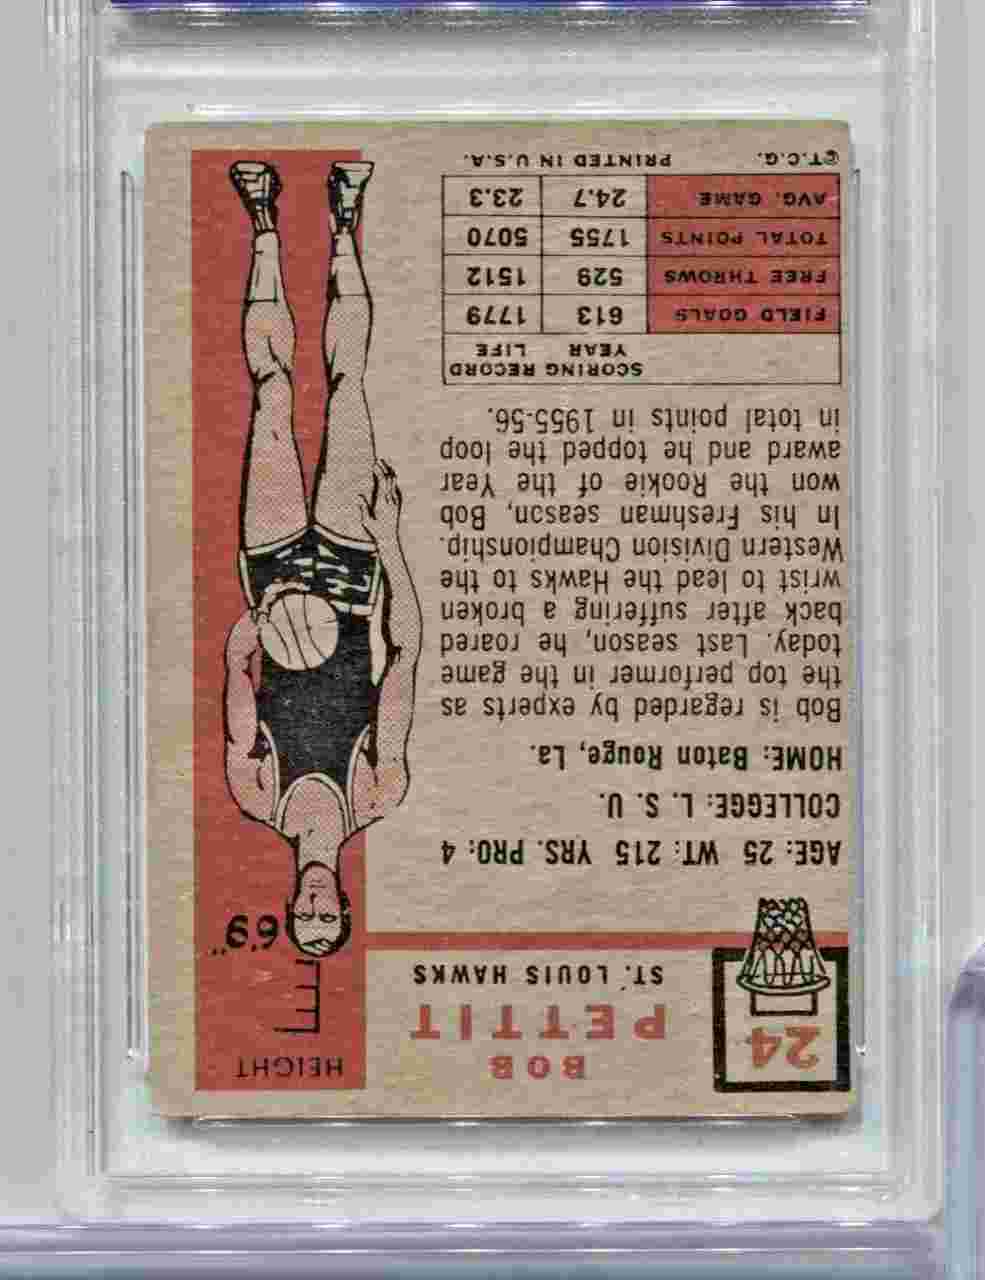 24
BOB
PETTIT
ST. LOUIS HAWKS
HEIGHT
6'9"
AGE: 25 WT: 215 YRS. PRO: 4
COLLEGGE: L. S. U.
HOME: Baton Rouge, La.
Bob is regarded by experts as
the top performer in the game
today. Last season, he roared
back after suffering a broken
wrist to lead the Hawks to the
Western Division Championship.
In his Freshman season, Bob
won the Rookie of the Year
award and he topped the loop
in total points in 1955-56.
SCORING RECORD
YEAR LIFE
FIELD GOALS 613 1779
FREE THROWS 529 1512
TOTAL POINTS 1755 5070
AVG. GAME 24.7 23.3
©T.C.G. PRINTED IN U.S.A.